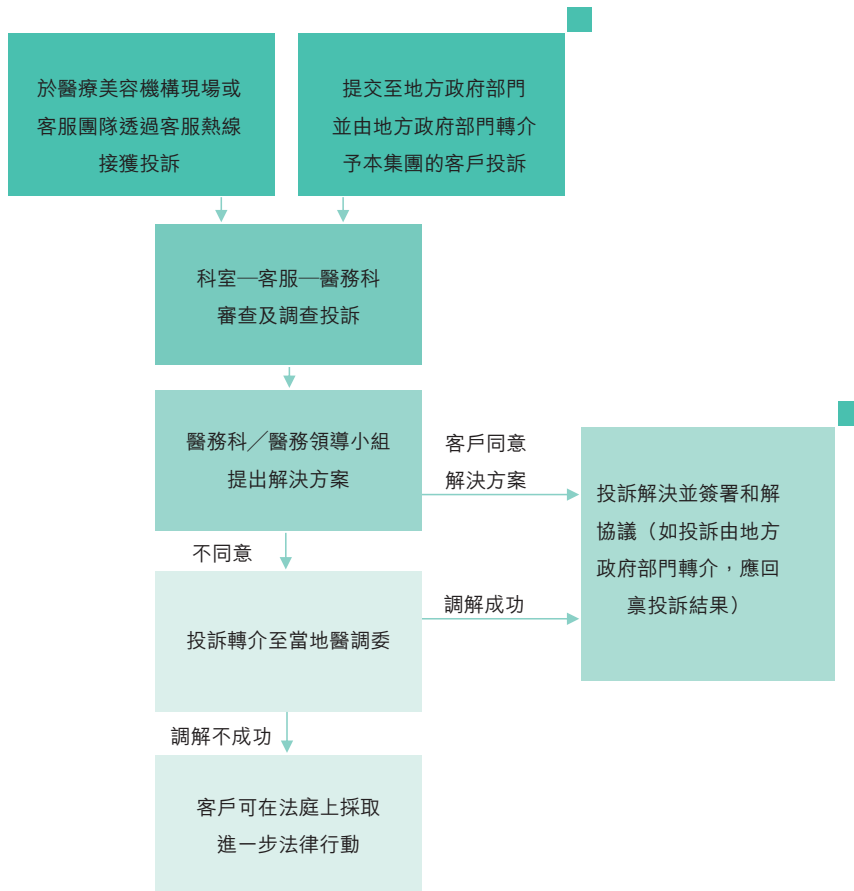 於醫療美容機構現場或
客服團隊透過客服熱線
接獲投訴
提交至地方政府部門
並由地方政府部門轉介
予本集團的客戶投訴
科室—客服—醫務科
審查及調查投訴
醫務科╱醫務領導小組
提出解決方案
客戶同意
解決方案
投訴解決並簽署和解
協議（如投訴由地方
政府部門轉介，應回
稟投訴結果）
不同意
投訴轉介至當地醫調委
調解成功
調解不成功
客戶可在法庭上採取
進一步法律行動